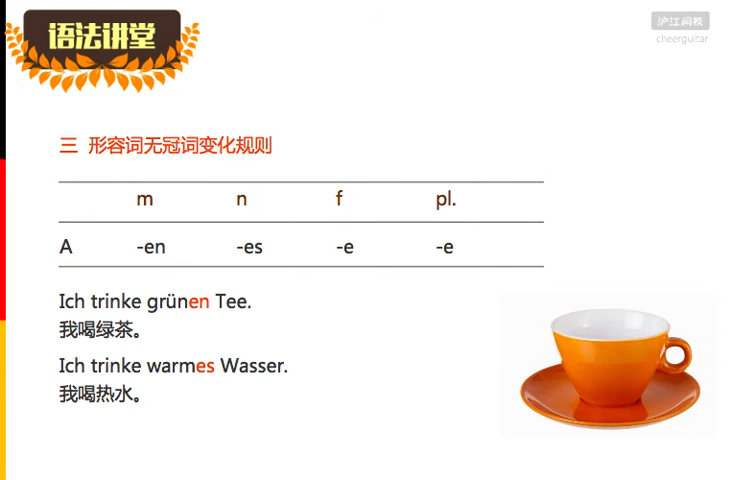 语法讲堂
沪江网校
cheerguitar
三 形容词无冠词变化规则
m n f pl.
A -en -es -e -e
Ich trinke grünen Tee.
我喝绿茶。
Ich trinke warmes Wasser.
我喝热水。